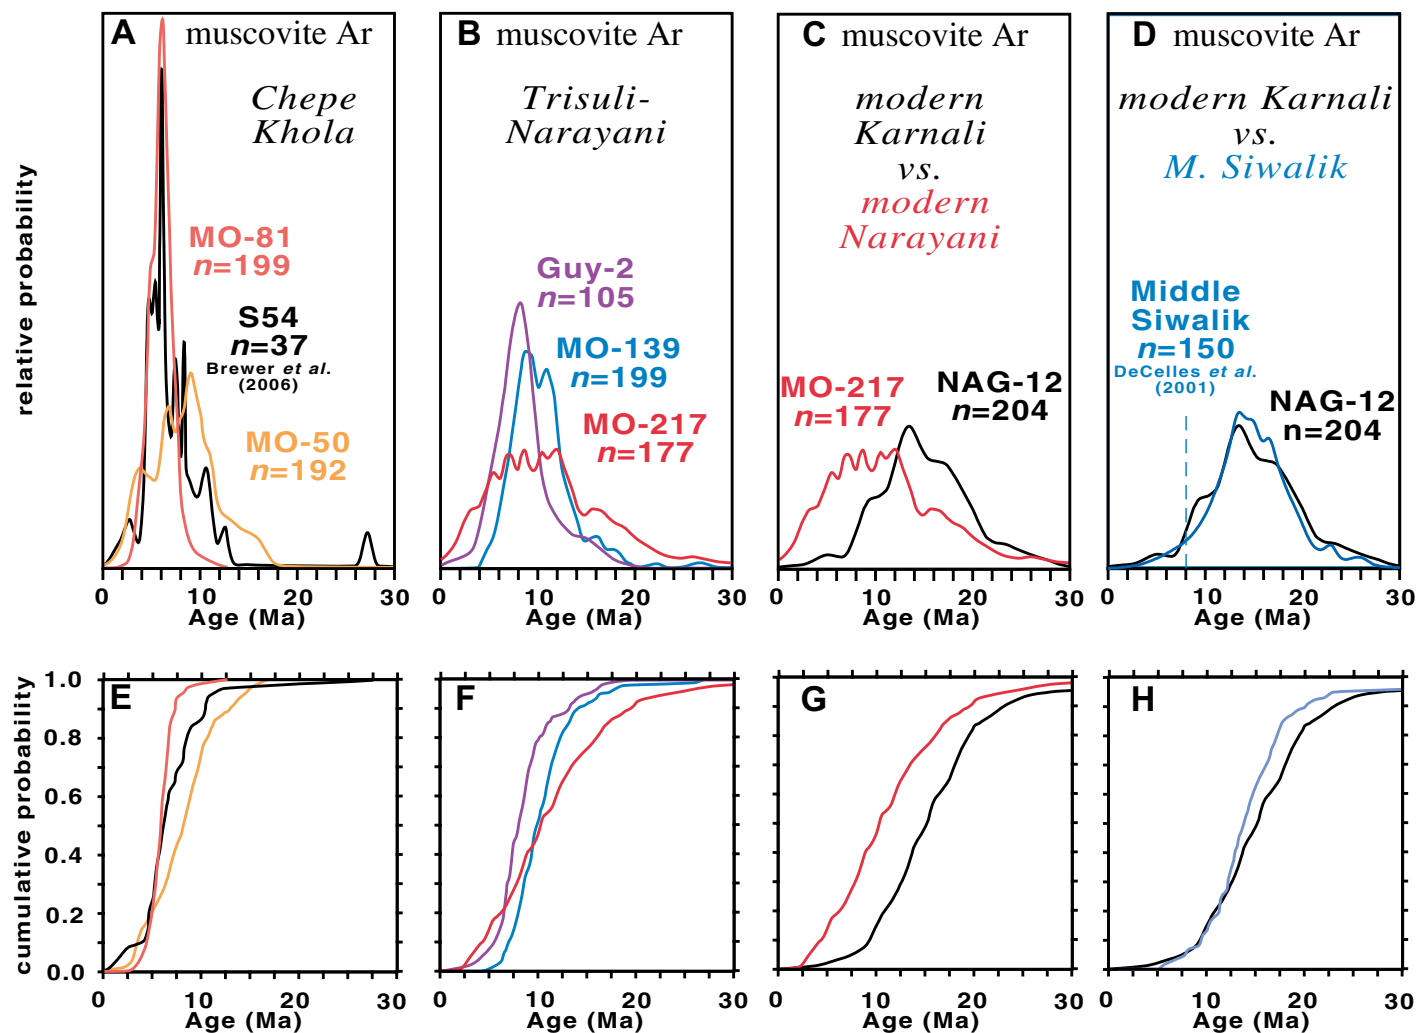 relative probability
A muscovite Ar
Chepe
Khola
MO-81
n=199
S54
n=37
Brewer et al.
(2006)
MO-50
n=192
0 10 20 30
Age (Ma)
B muscovite Ar
Trisuli-
Narayani
Guy-2
n=105
MO-139
n=199
MO-217
n=177
0 10 20 30
Age (Ma)
C muscovite Ar
modern
Karnali
vs.
modern
Narayani
MO-217
n=177
NAG-12
n=204
0 10 20 30
Age (Ma)
D muscovite Ar
modern Karnali
vs.
M. Siwalik
Middle
Siwalik
n=150
DeCelles et al.
(2001)
NAG-12
n=204
0 10 20 30
Age (Ma)
cumulative probability
1.0
0.8
0.6
0.4
0.2
0.0
E
0 10 20 30
Age (Ma)
F
0 10 20 30
Age (Ma)
G
0 10 20 30
Age (Ma)
H
0 10 20 30
Age (Ma)